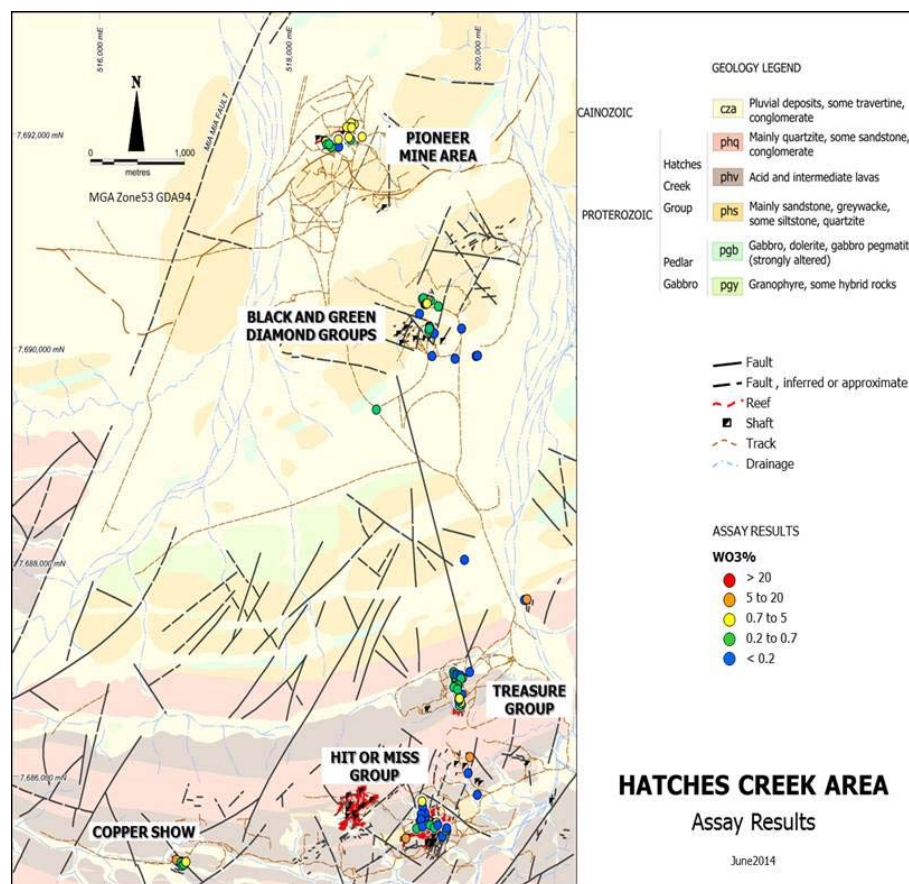 516,000 mE
518,000 mE
520,000 mE
MIA MIA FAULT
N
7,692,000 mN
0
1,000
metres
MGA Zone53 GDA94
PIONEER
MINE AREA
BLACK AND GREEN
DIAMOND GROUPS
7,690,000 mN
7,688,000 mN
TREASURE
GROUP
HIT OR MISS
GROUP
7,686,000 mN
COPPER SHOW
GEOLOGY LEGEND
CAINOZOIC
cza
Pluvial deposits, some travertine,
conglomerate
PROTEROZOIC
Hatches
Creek
Group
phq
Mainly quartzite, some sandstone,
conglomerate
phv
Acid and intermediate lavas
phs
Mainly sandstone, greywacke,
some siltstone, quartzite
Pedlar
Gabbro
pgb
Gabbro, dolerite, gabbro pegmatit
(strongly altered)
pgy
Granophyre, some hybrid rocks
Fault
Fault , inferred or approximate
Reef
Shaft
Track
Drainage
ASSAY RESULTS
WO3%
> 20
5 to 20
0.7 to 5
0.2 to 0.7
< 0.2
HATCHES CREEK AREA
Assay Results
June2014